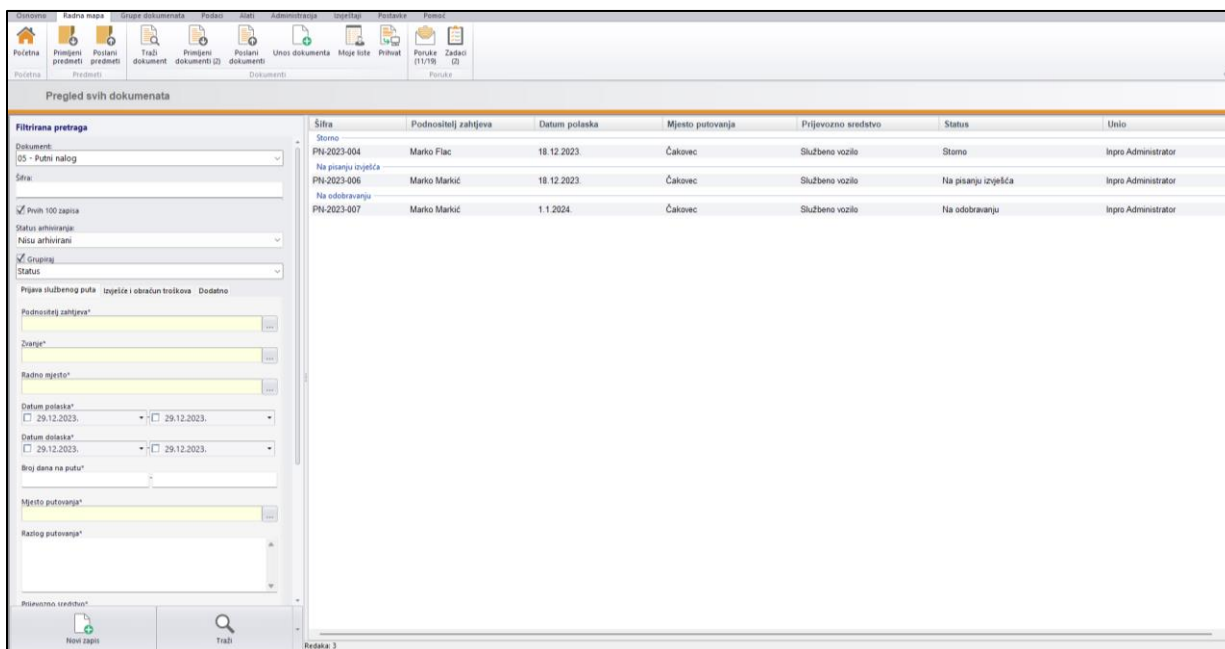 Osnovno Radna mapa Grupe dokumenata Podaci Alati Administracija Izvještaji Postavke Pomoć
Početna Primljeni predmeti Poslani predmeti Traži dokument Primljeni dokumenti (2) Poslani dokumenti Unos dokumenta Moje liste Prihvat Poruke (11/19) Zadaci (2)
Početna Predmeti Dokumenti Poruke
Pregled svih dokumenata
Filtrirana pretraga
Dokument:
05 - Putni nalog
Šifra:
Prvih 100 zapisa
Status arhiviranja:
Nisu arhivirani
Grupiraj
Status
Prijava službenog puta Izvješće i obračun troškova Dodatno
Podnositelj zahtjeva*
...
Zvanje*
...
Radno mjesto*
...
Datum polaska*
29.12.2023. - 29.12.2023.
Datum dolaska*
29.12.2023. - 29.12.2023.
Broj dana na putu*
-
Mjesto putovanja*
...
Razlog putovanja*
Prijevozno sredstvo*
Novi zapis Traži
Šifra Podnositelj zahtjeva Datum polaska Mjesto putovanja Prijevozno sredstvo Status Unio
Storno
PN-2023-004 Marko Flac 18.12.2023. Čakovec Službeno vozilo Storno Inpro Administrator
Na pisanju izvješća
PN-2023-006 Marko Markić 18.12.2023. Čakovec Službeno vozilo Na pisanju izvješća Inpro Administrator
Na odobravanju
PN-2023-007 Marko Markić 1.1.2024. Čakovec Službeno vozilo Na odobravanju Inpro Administrator
Redaka: 3